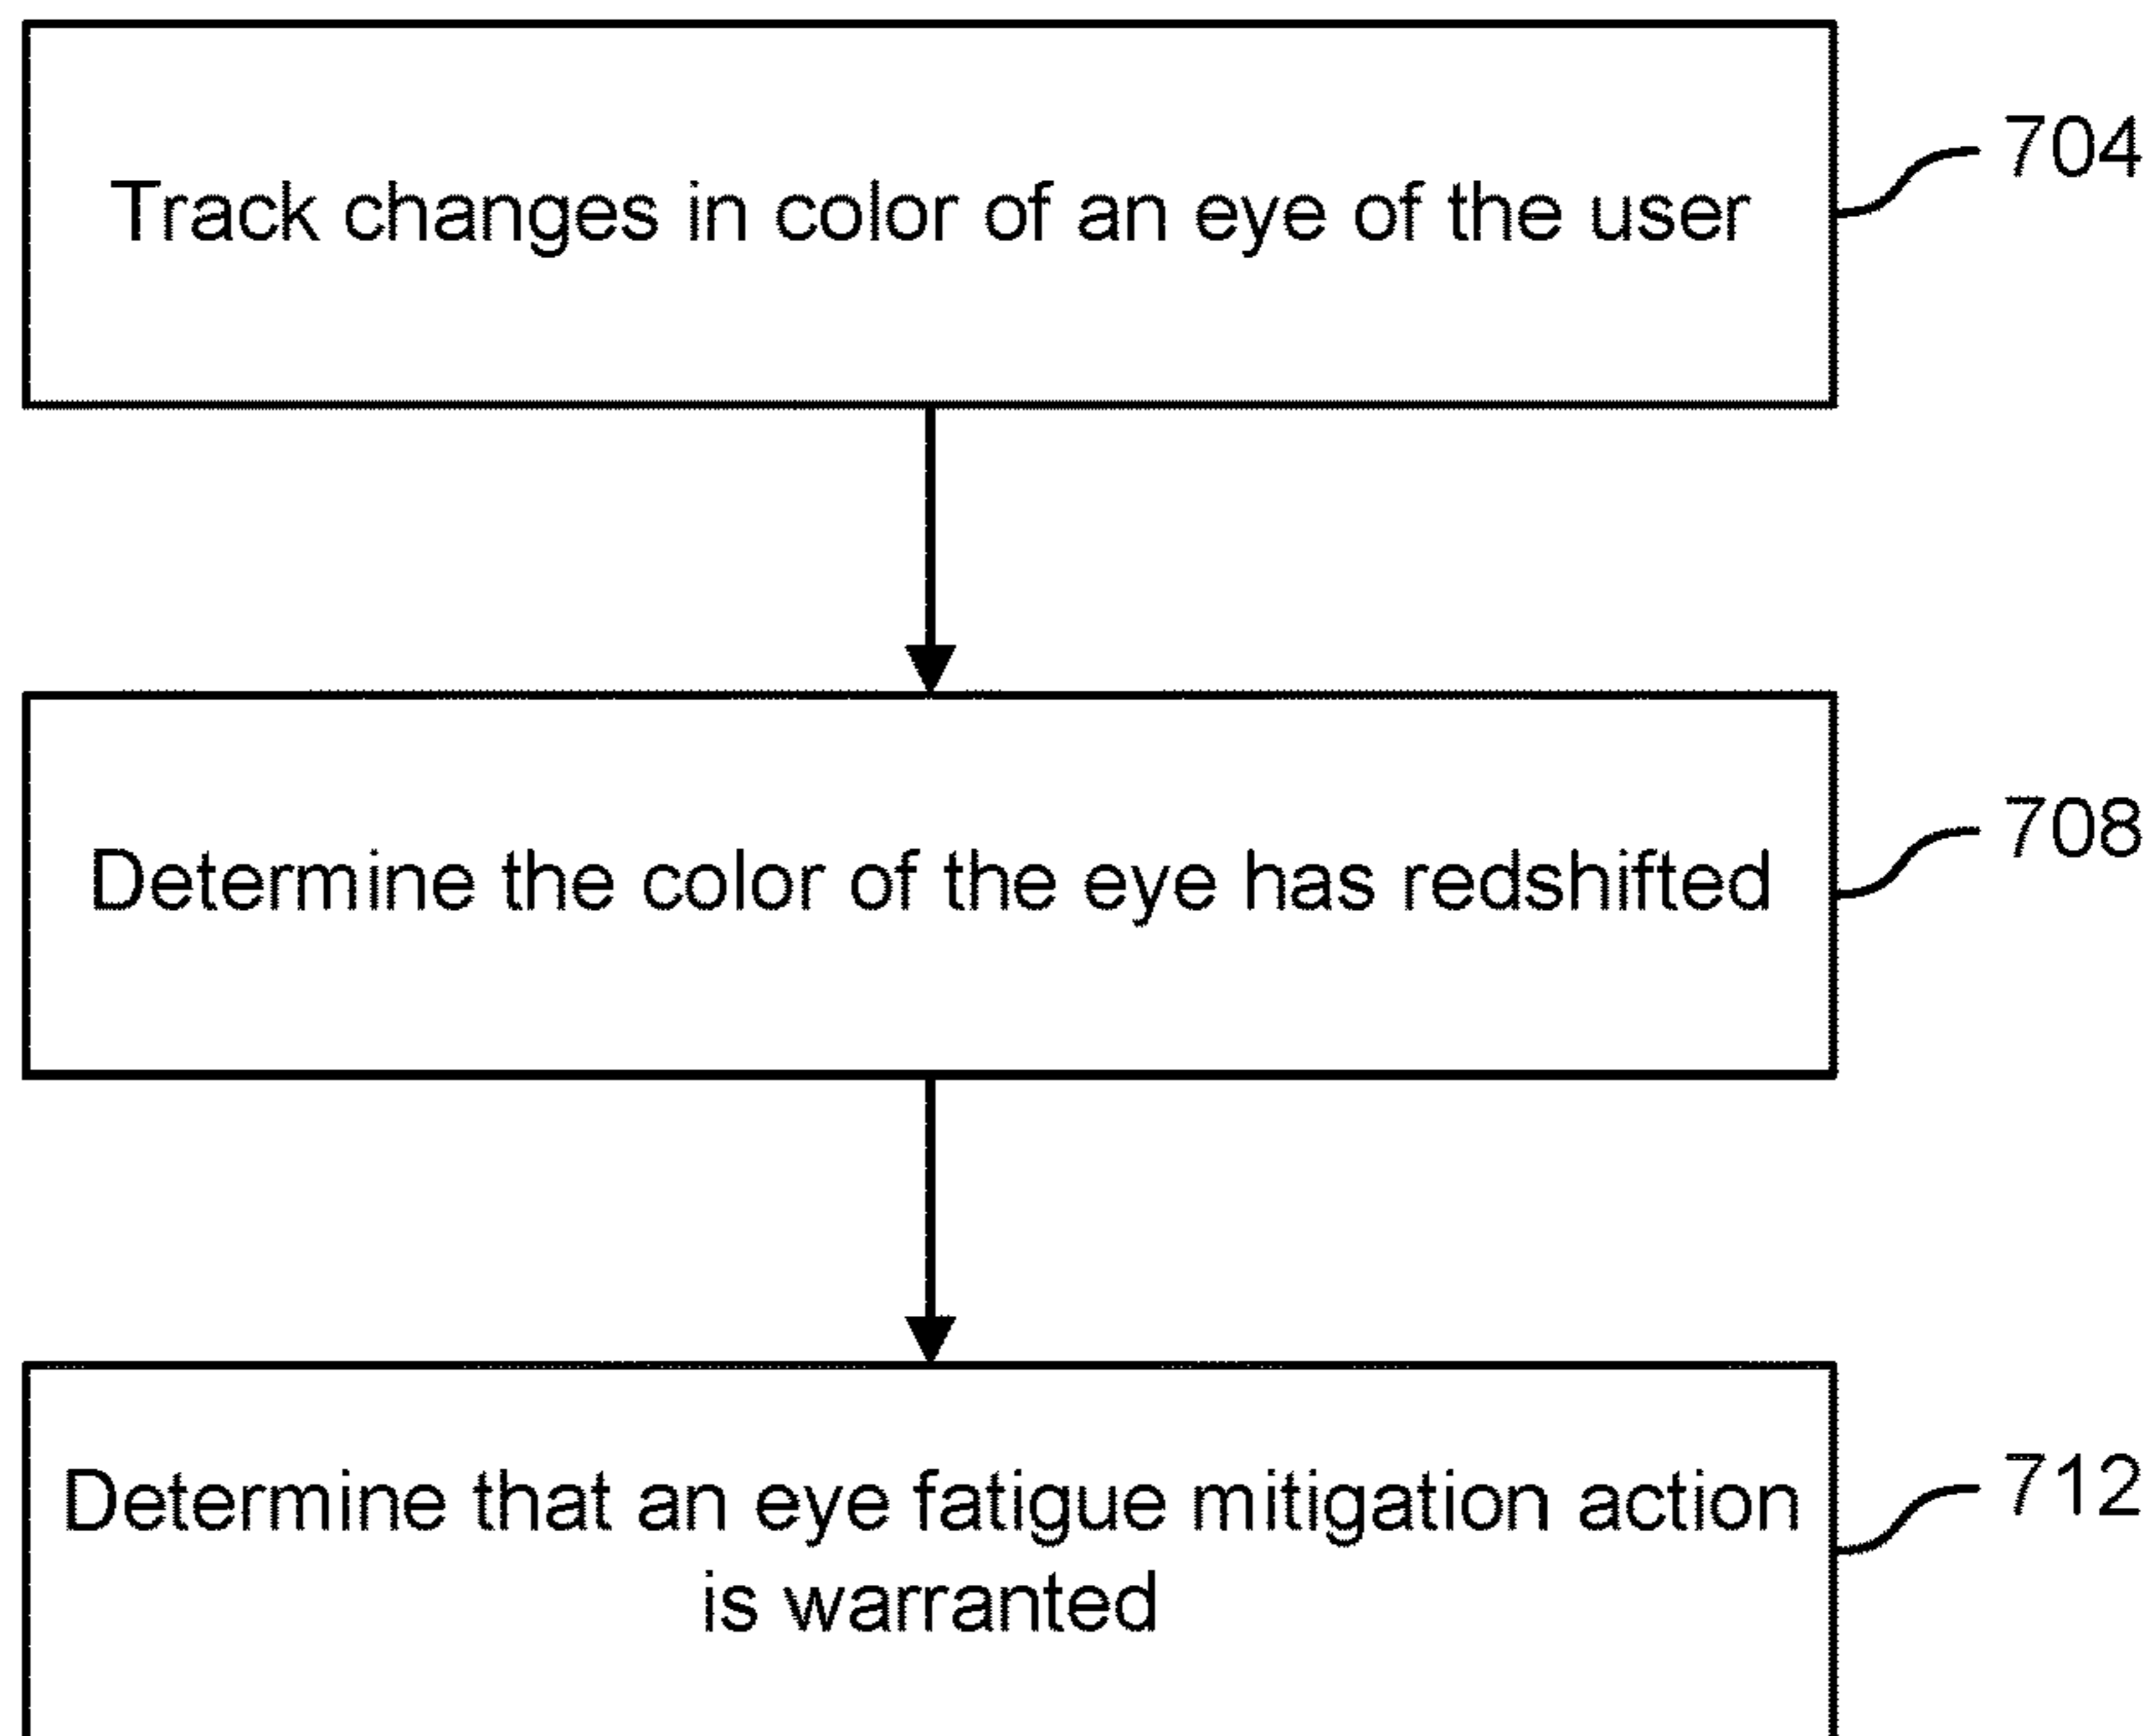 Track changes in color of an eye of the user
704
Determine the color of the eye has redshifted
708
Determine that an eye fatigue mitigation action
is warranted
712